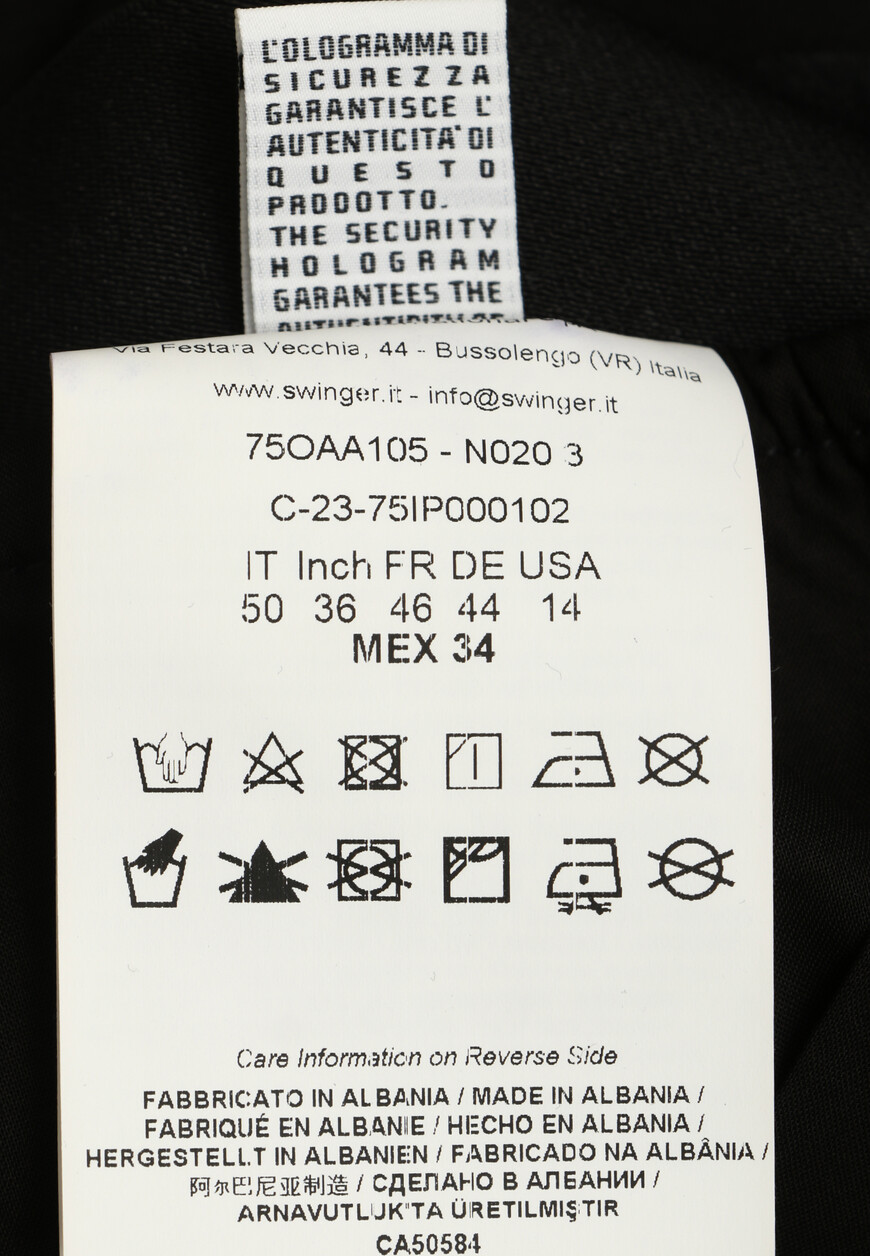 L'OLOGRAMMA DI
SICUREZZA
GARANTISCE L'
AUTENTICITA' DI
QUESTO
PRODOTTO.
THE SECURITY
HOLOGRAM
GARANTEES THE
Via Festara Vecchia, 44 - Bussolengo (VR) Italia
www.swinger.it - info@swinger.it
75OAA105 - N020 3
C-23-75IP000102
IT Inch FR DE USA
50 36 46 44 14
MEX 34
Care Information on Reverse Side
FABBRICATO IN ALBANIA / MADE IN ALBANIA /
FABRIQUÉ EN ALBANIE / HECHO EN ALBANIA /
HERGESTELLT IN ALBANIEN / FABRICADO NA ALBÂNIA /
阿尔巴尼亚制造 / СДЕЛАНО В АЛБАНИИ /
ARNAVUTLUK'TA ÜRETİLMİŞTİR
CA50584